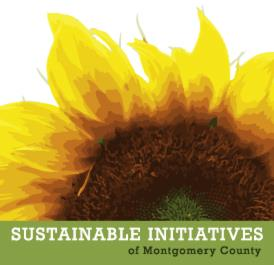 SUSTAINABLE INITIATIVES
of Montgomery County